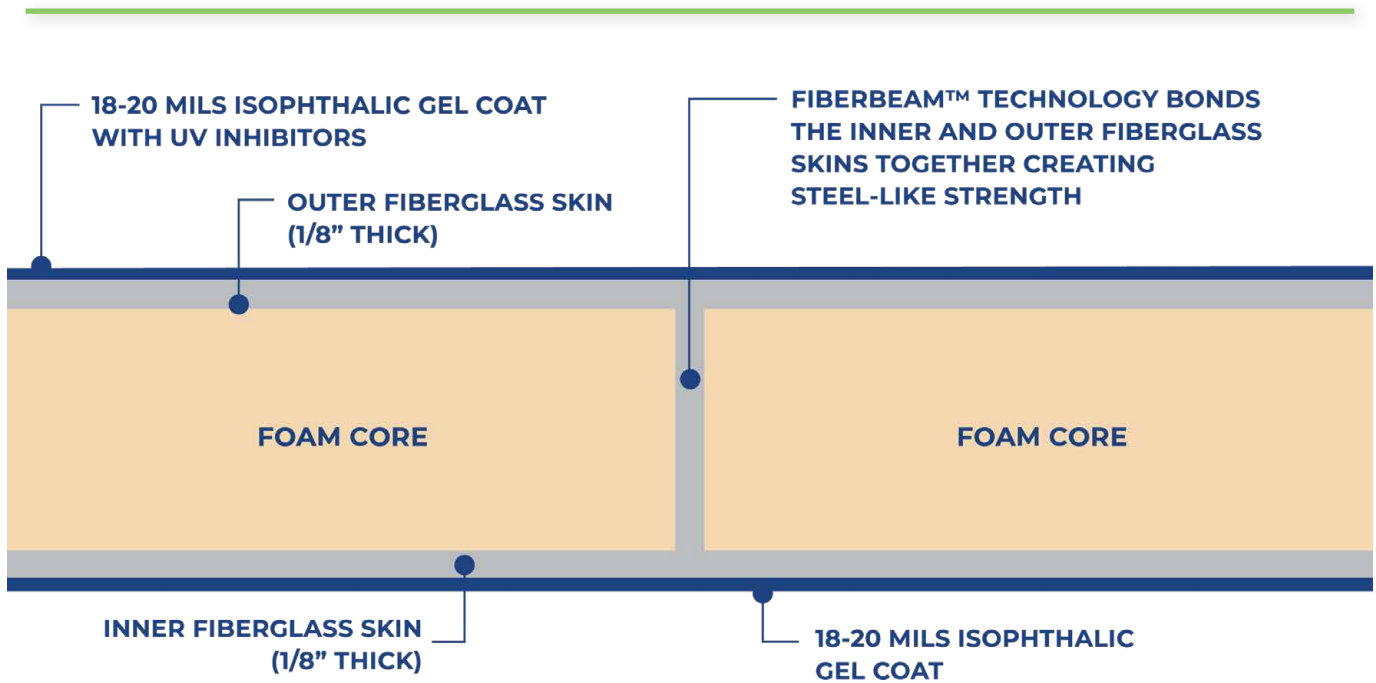 18-20 MILS ISOPHTHALIC GEL COAT
WITH UV INHIBITORS
FIBERBEAM™ TECHNOLOGY BONDS
THE INNER AND OUTER FIBERGLASS
SKINS TOGETHER CREATING
STEEL-LIKE STRENGTH
OUTER FIBERGLASS SKIN
(1/8” THICK)
FOAM CORE
FOAM CORE
INNER FIBERGLASS SKIN
(1/8” THICK)
18-20 MILS ISOPHTHALIC
GEL COAT